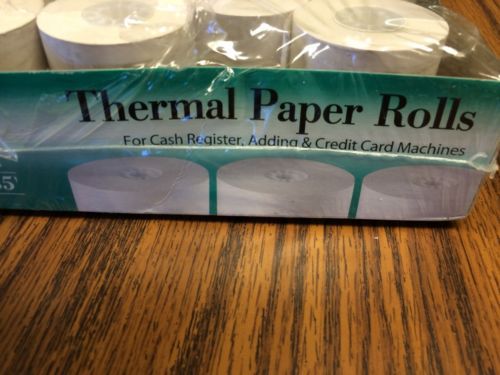 Thermal Paper Rolls
For Cash Register, Adding & Credit Card Machines